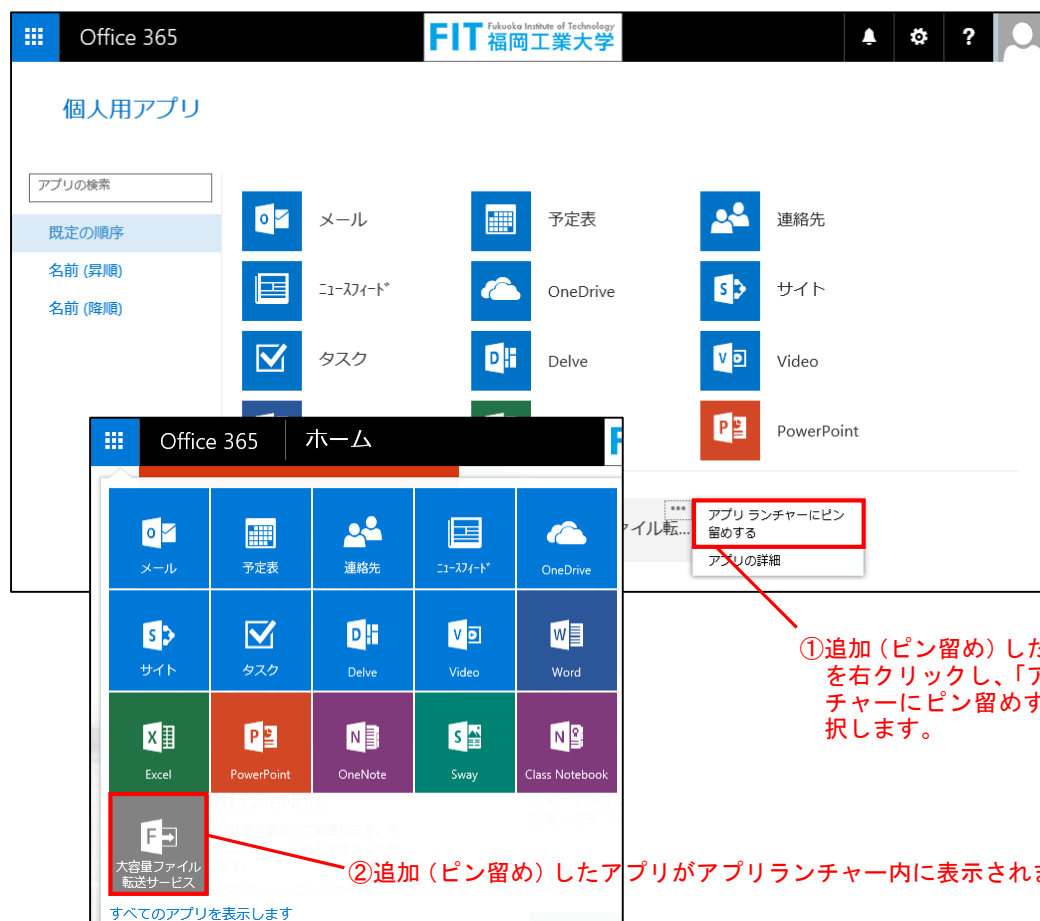 Office 365
FIT Fukuoka Institute of Technology
福岡工業大学
?
個人用アプリ
アプリの検索
既定の順序
名前 (昇順)
名前 (降順)
メール
予定表
連絡先
ﾆｭｰｽﾌｨｰﾄﾞ
OneDrive
サイト
タスク
Delve
Video
PowerPoint
イル転...
アプリ ランチャーにピン
留めする
アプリの詳細
Office 365
ホーム
メール
予定表
連絡先
ﾆｭｰｽﾌｨｰﾄﾞ
OneDrive
サイト
タスク
Delve
Video
Word
Excel
PowerPoint
OneNote
Sway
Class Notebook
大容量ファイル
転送サービス
すべてのアプリを表示します
①追加（ピン留め）した
を右クリックし、「ア
チャーにピン留めす
択します。
②追加（ピン留め）したアプリがアプリランチャー内に表示されま